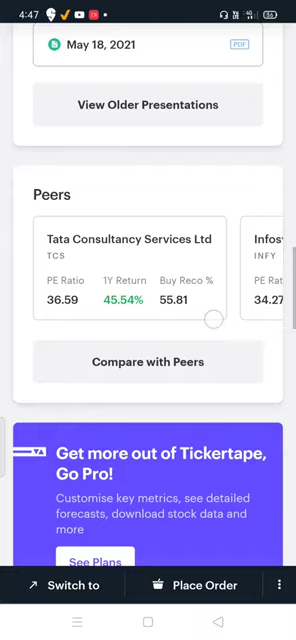 4:47
May 18, 2021
PDF
View Older Presentations
Peers
Tata Consultancy Services Ltd
TCS
PE Ratio 1Y Return Buy Reco %
36.59 45.54% 55.81
Infos
INFY
PE Rat
34.27
Compare with Peers
Get more out of Tickertape,
Go Pro!
Customise key metrics, see detailed
forecasts, download stock data and
more
See Plans
Switch to Place Order